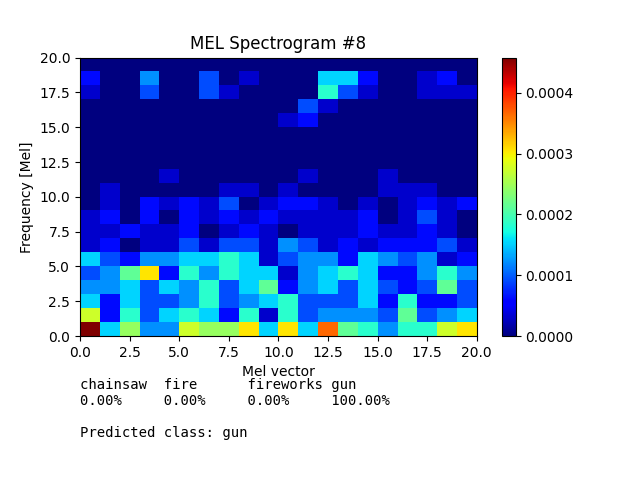 MEL Spectrogram #8
20.0
17.5
15.0
12.5
10.0
7.5
5.0
2.5
0.0
Frequency [Mel]
0.0 2.5 5.0 7.5 10.0 12.5 15.0 17.5 20.0
Mel vector
0.0004
0.0003
0.0002
0.0001
0.0000
chainsaw fire fireworks gun
0.00% 0.00% 0.00% 100.00%
Predicted class: gun